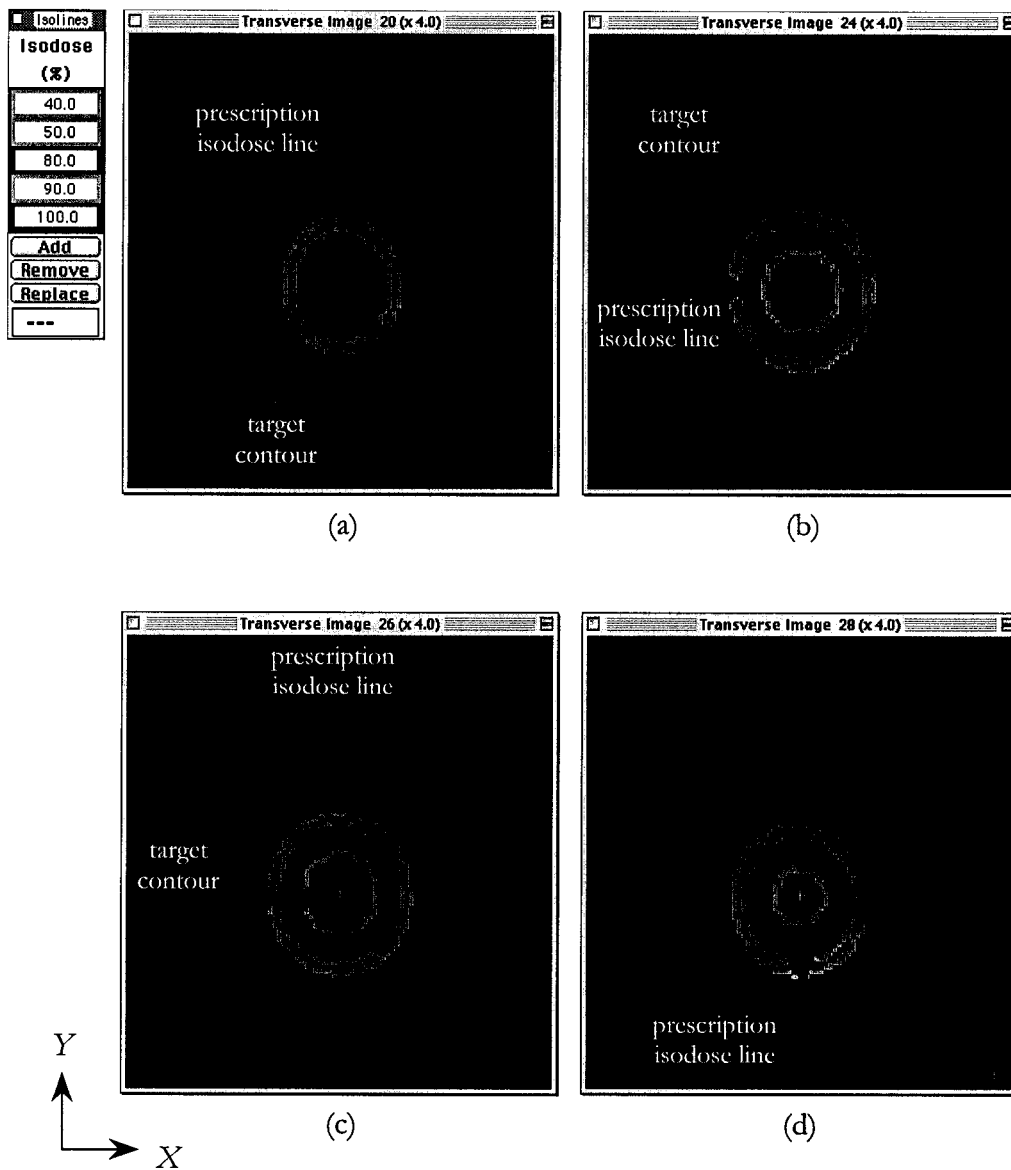 Isolines
Isodose
(%)
40.0
50.0
80.0
90.0
100.0
Add
Remove
Replace
---
Transverse Image 20 (x 4.0)
prescription
isodose line
target
contour
(a)
Transverse Image 24 (x 4.0)
target
contour
prescription
isodose line
(b)
Transverse Image 26 (x 4.0)
prescription
isodose line
target
contour
(c)
Transverse Image 28 (x 4.0)
prescription
isodose line
(d)
Y
X